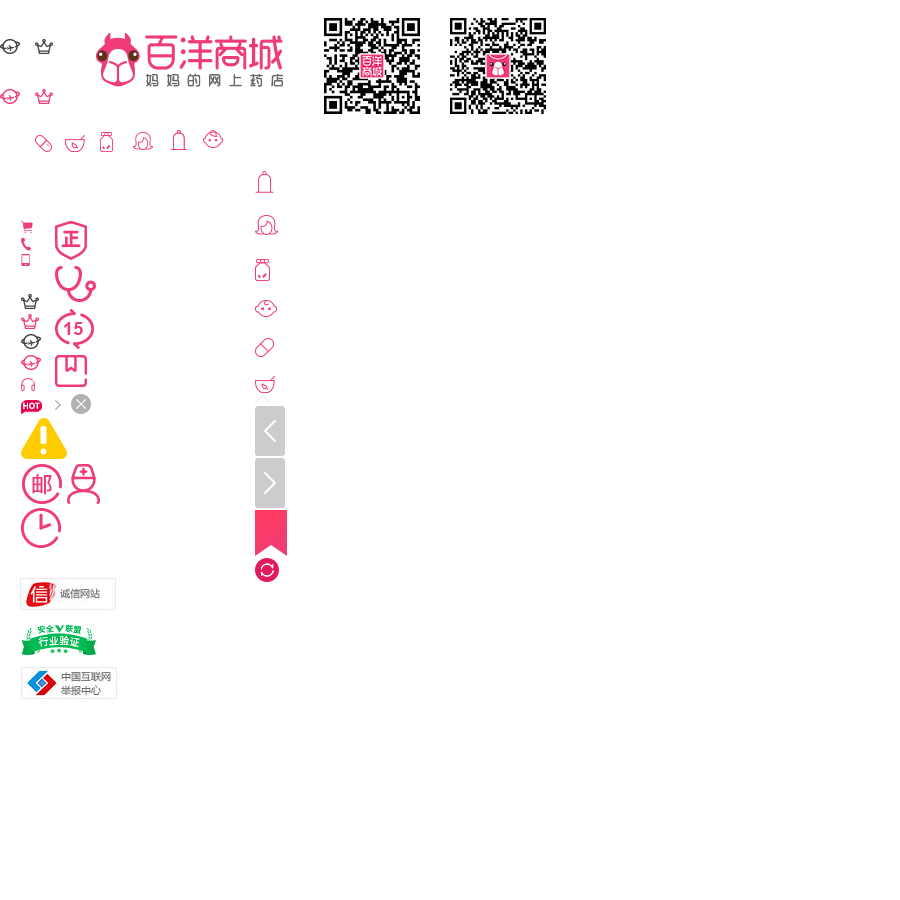 百洋商城
妈妈的网上药店
百洋
商城
正
15
HOT
邮
信 诚信网站
安全V联盟
行业验证
中国互联网
举报中心